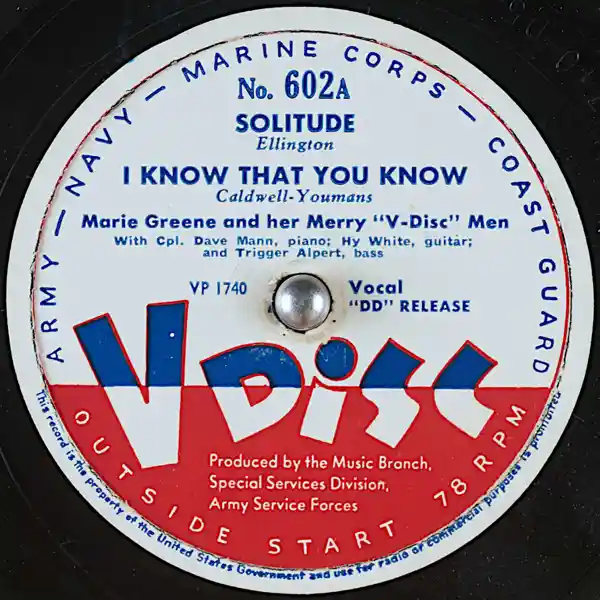 ARMY — NAVY — MARINE CORPS — COAST GUARD
No. 602A
SOLITUDE
Ellington
I KNOW THAT YOU KNOW
Caldwell-Youmans
Marie Greene and her Merry "V-Disc" Men
With Cpl. Dave Mann, piano; Hy White, guitar;
and Trigger Alpert, bass
VP 1740
Vocal
"DD" RELEASE
V DISC
Produced by the Music Branch,
Special Services Division,
Army Service Forces
OUTSIDE START 78 RPM
This record is the property of the United States Government and use for radio or commercial purposes is prohibited